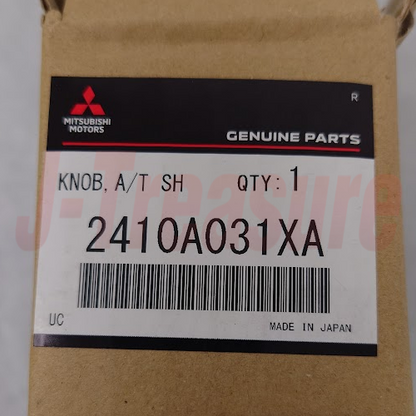 R
MITSUBISHI
MOTORS
GENUINE PARTS
KNOB, A/T SH QTY: 1
2410A031XA
J-Treasure
UC
MADE IN JAPAN